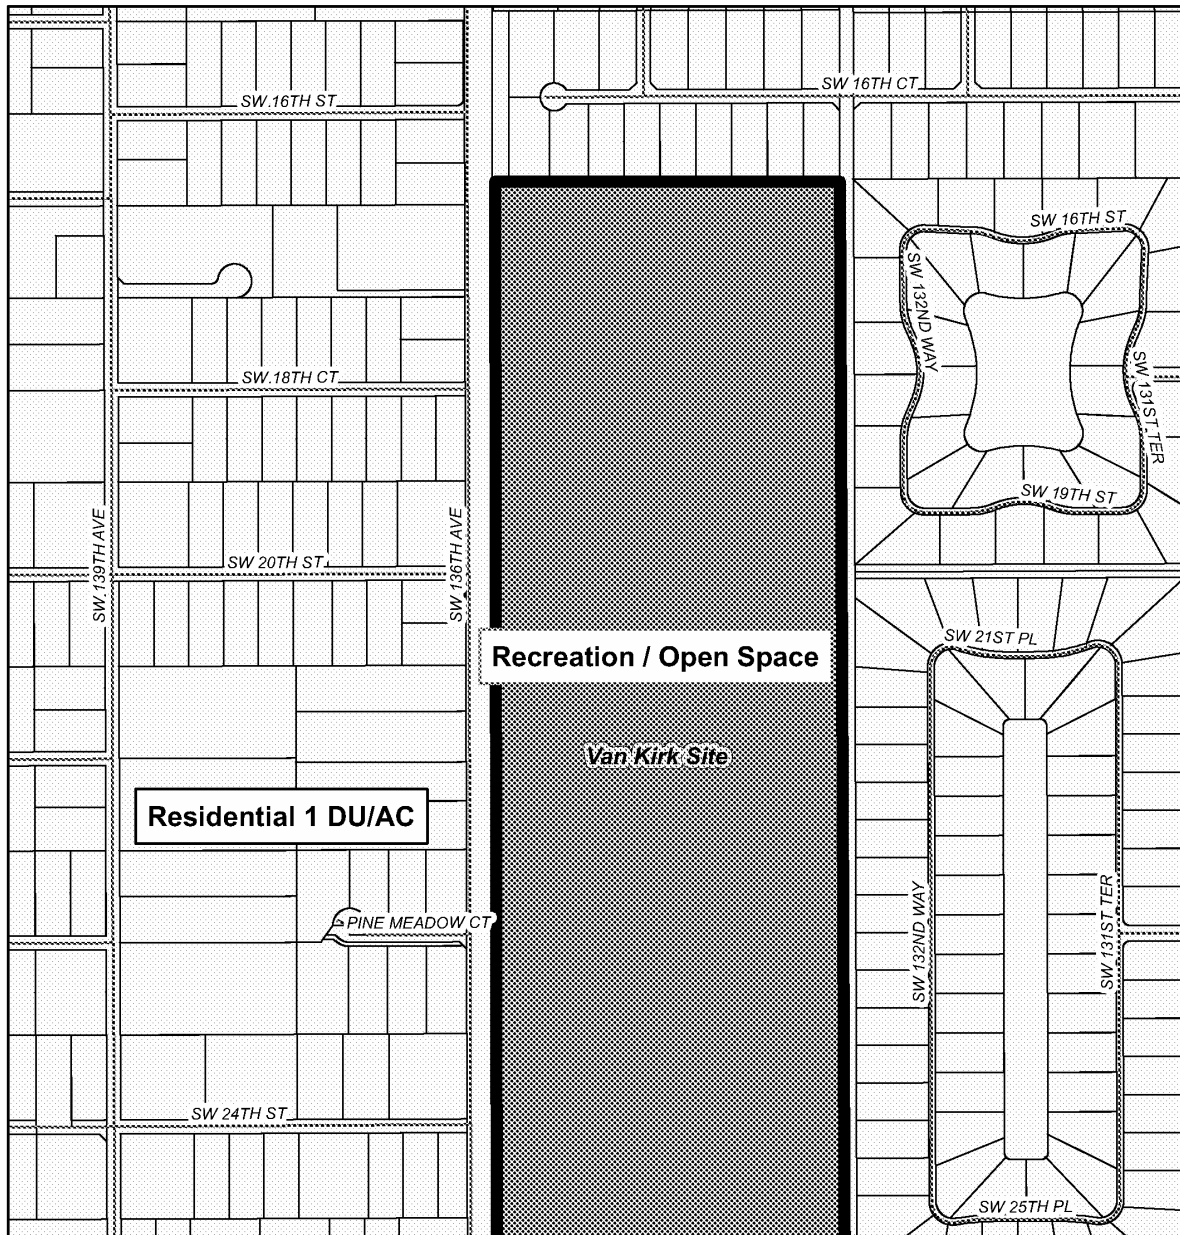 SW 16TH ST
SW 16TH CT
SW 16TH ST
SW 132ND WAY
SW 131ST TER
SW 18TH CT
SW 19TH ST
SW 139TH AVE
SW 136TH AVE
SW 20TH ST
SW 21ST PL
Recreation / Open Space
Van Kirk Site
Residential 1 DU/AC
PINE MEADOW CT
SW 132ND WAY
SW 131ST TER
SW 24TH ST
SW 25TH PL